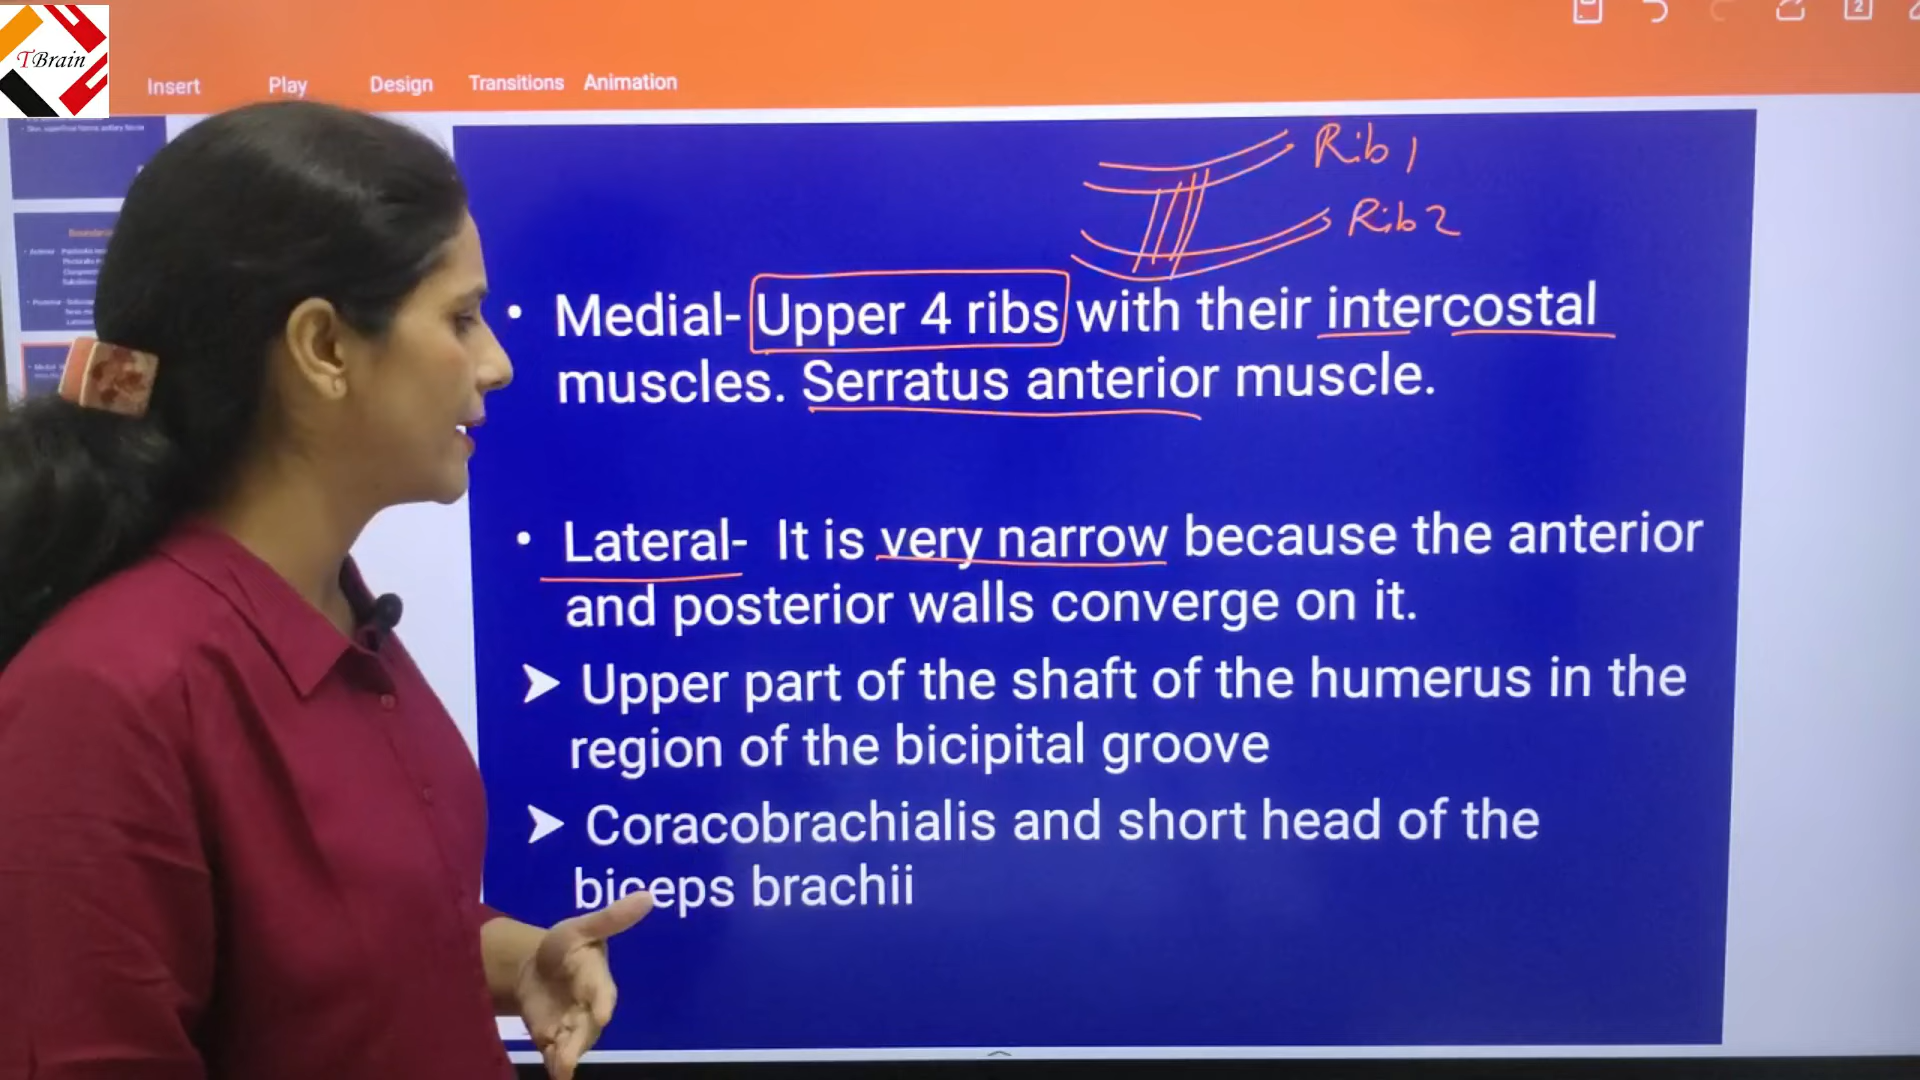 TBrain
Insert Play Design Transitions Animation
2
Rib 1
Rib 2
• Medial- Upper 4 ribs with their intercostal
muscles. Serratus anterior muscle.
• Lateral- It is very narrow because the anterior
and posterior walls converge on it.
➤ Upper part of the shaft of the humerus in the
region of the bicipital groove
➤ Coracobrachialis and short head of the
biceps brachii